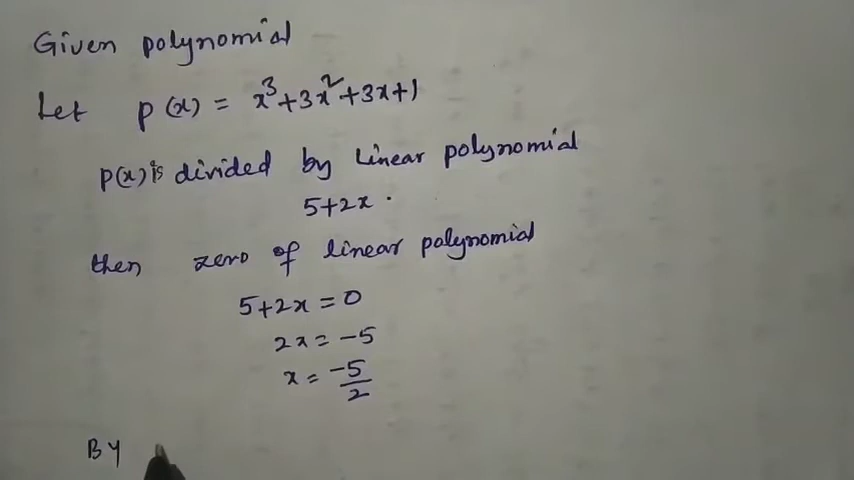 Given polynomial
Let p(x) = x³+3x²+3x+1
p(x) is divided by Linear polynomial
5+2x.
then zero of linear polynomial
5+2x = 0
2x = -5
x = -5/2
By